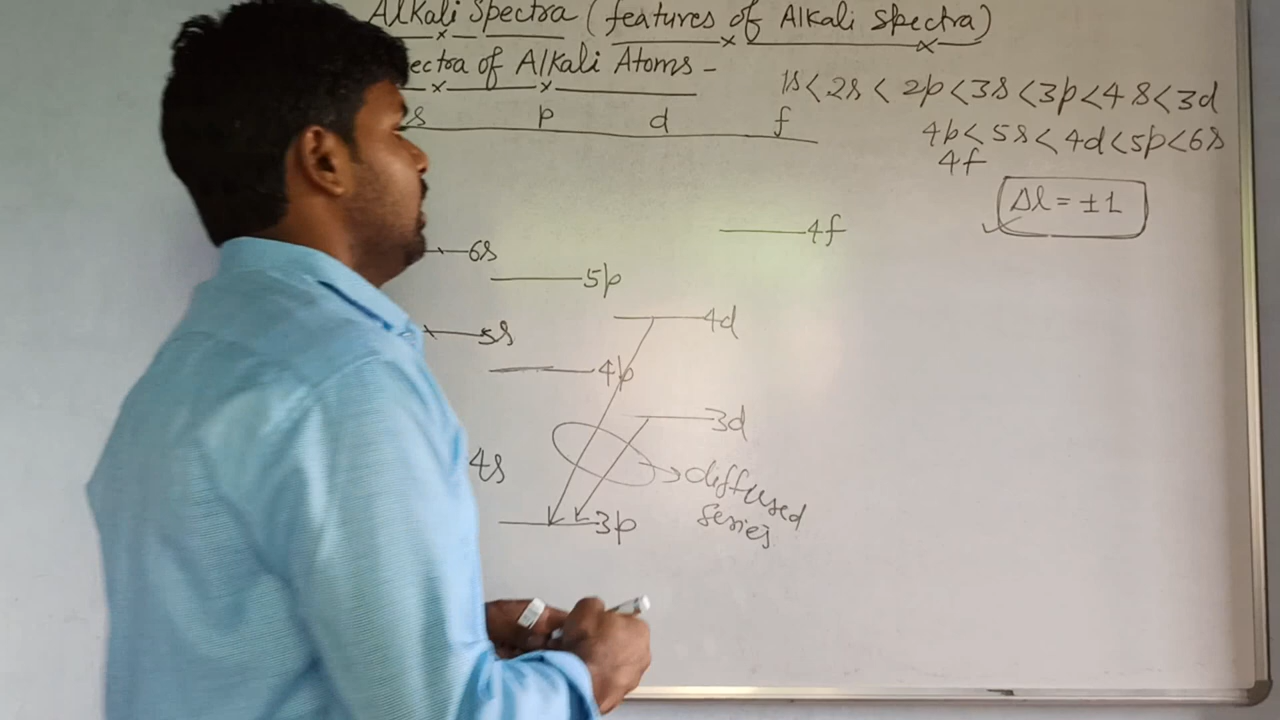 Alkali Spectra (features of Alkali Spectra)
ectra of Alkali Atoms -
1s < 2s < 2p < 3s < 3p < 4s < 3d
4p < 5s < 4d < 5p < 6s
4f
s p d f
Δl = ±1
4f
6s
5p
4d
5s
4p
3d
4s
diffused
series
3p